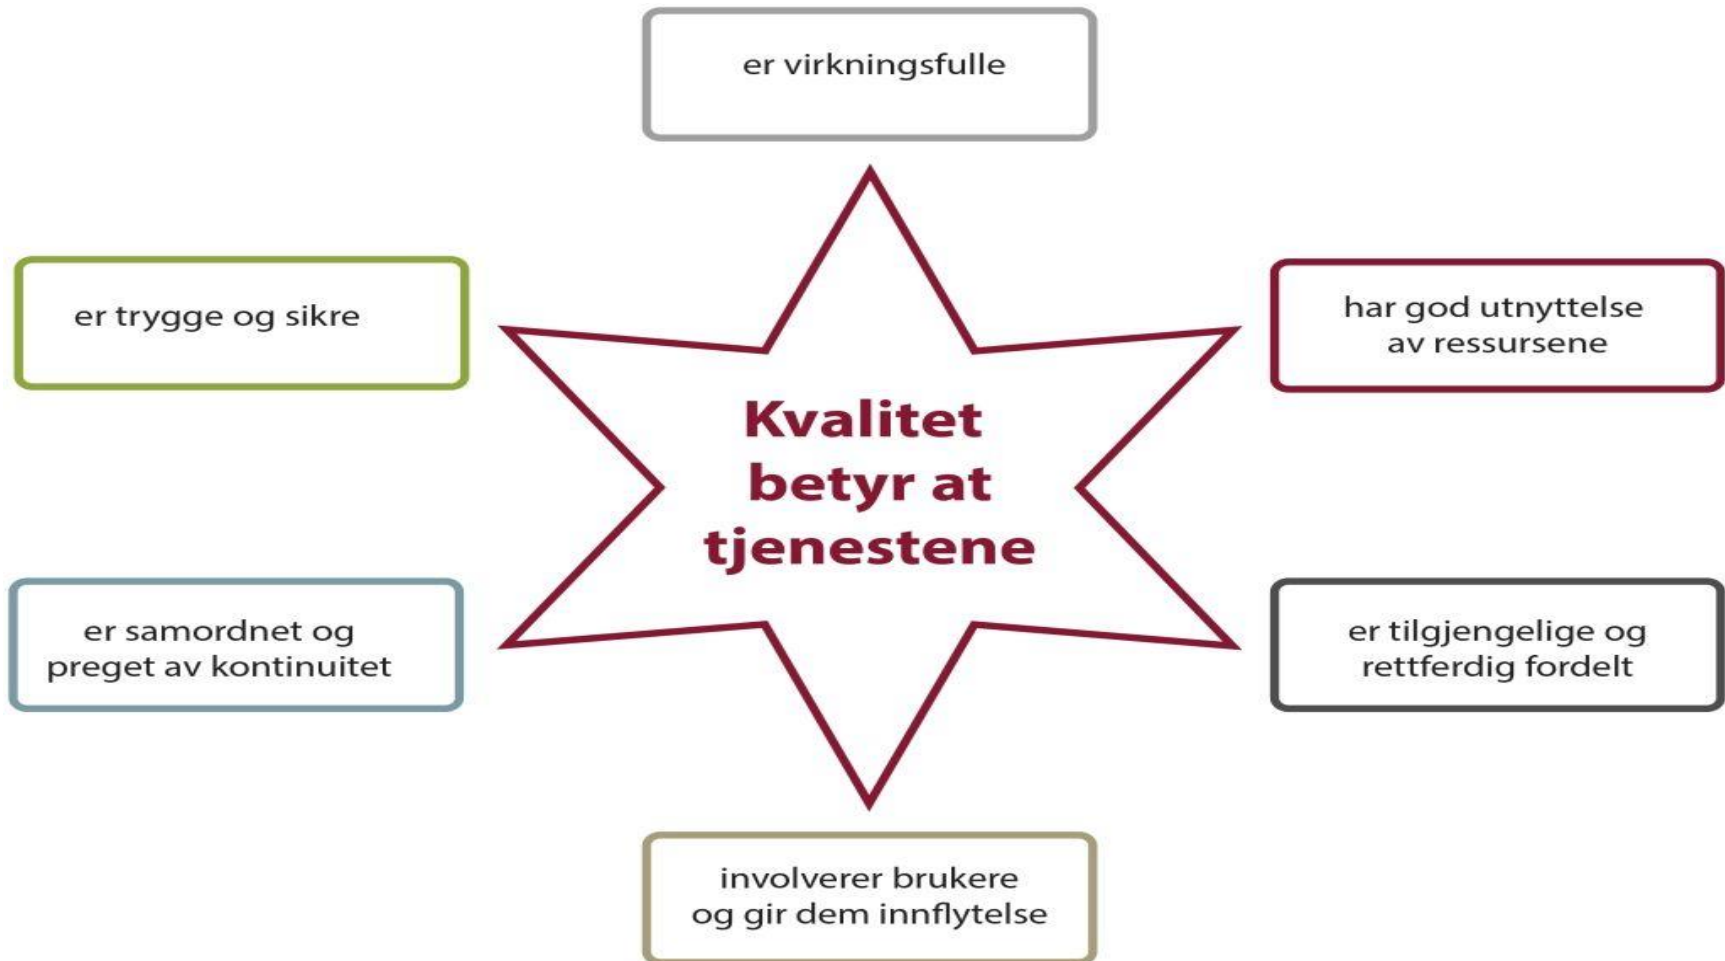 er virkningsfulle
er trygge og sikre
har god utnyttelse
av ressursene
Kvalitet
betyr at
tjenestene
er samordnet og
preget av kontinuitet
er tilgjengelige og
rettferdig fordelt
involverer brukere
og gir dem innflytelse